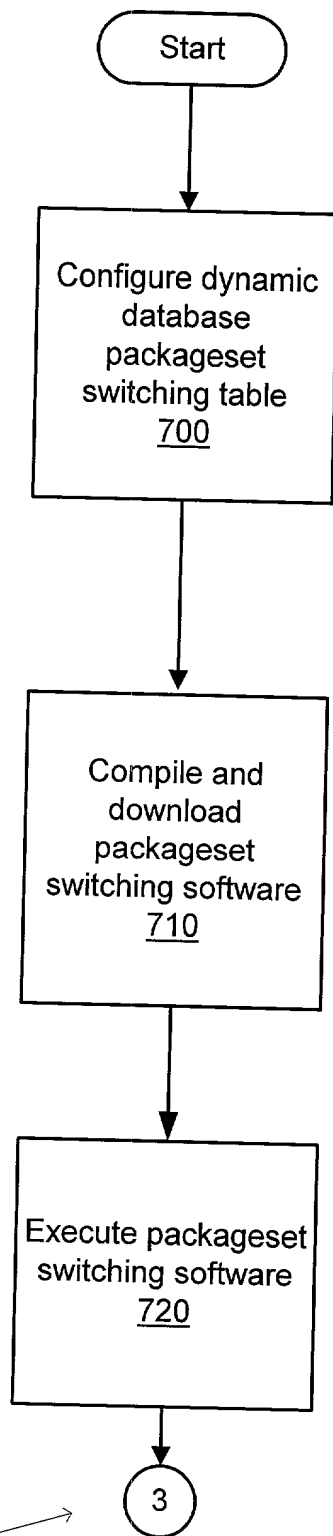 Start
Configure dynamic
database
packageset
switching table
700
Compile and
download
packageset
switching software
710
Execute packageset
switching software
720
3